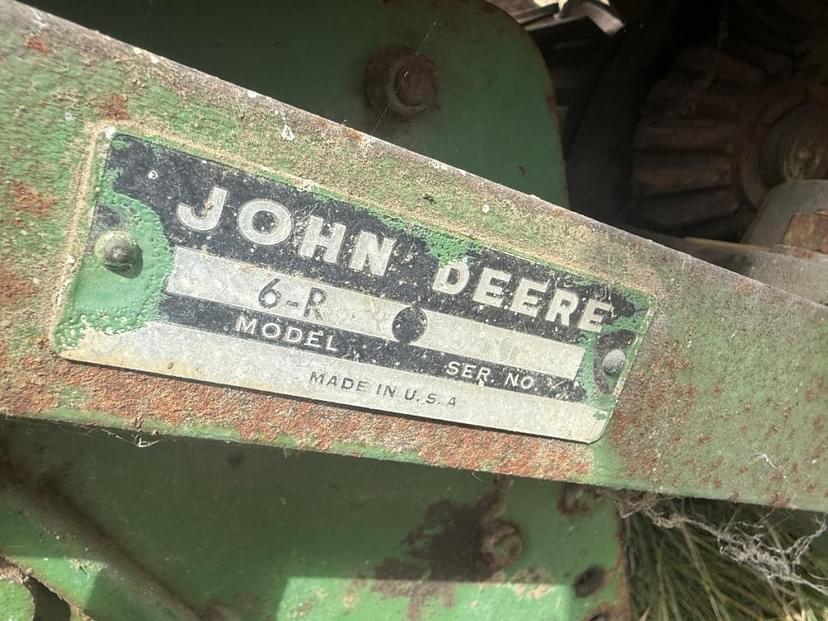 JOHN DEERE
6-R
MODEL SER. NO.
MADE IN U.S.A.